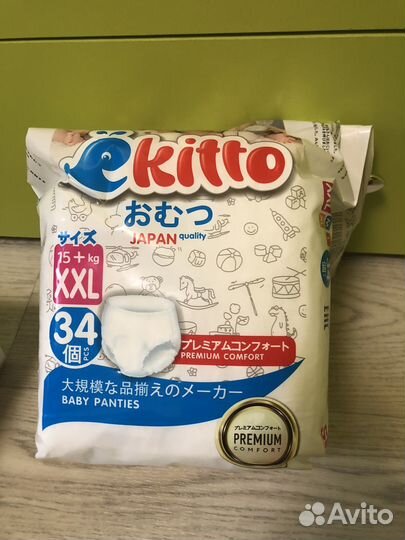 ekitto
おむつ
JAPAN quality
サイズ
15+kg
XXL
34
個 PCS
プレミアムコンフォート
PREMIUM COMFORT
大規模な品揃えのメーカー
BABY PANTIES
プレミアムコンフォート
PREMIUM
COMFORT
Avito